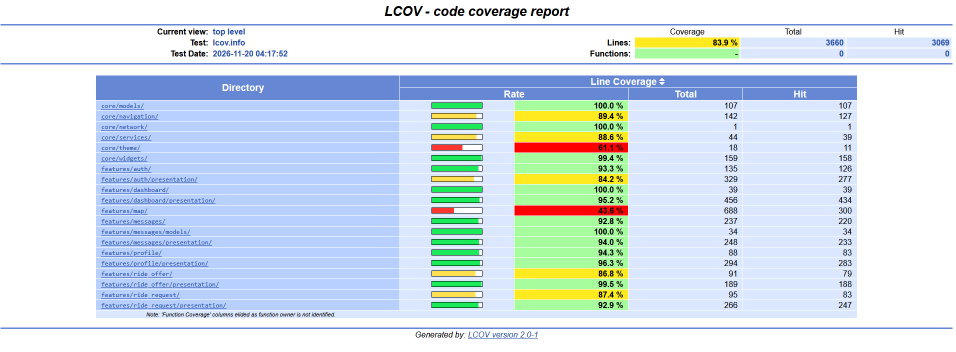 LCOV - code coverage report
Current view: top level
Test: lcov.info
Test Date: 2026-11-20 04:17:52
Coverage Total Hit
Lines: 83.9 % 3660 3069
Functions: - 0 0
Directory Line Coverage
Rate Total Hit
core/models/ 100.0 % 107 107
core/navigation/ 89.4 % 142 127
core/network/ 100.0 % 1 1
core/services/ 88.6 % 44 39
core/theme/ 61.1 % 18 11
core/widgets/ 99.4 % 159 158
features/auth/ 93.3 % 135 126
features/auth/presentation/ 84.2 % 329 277
features/dashboard/ 100.0 % 39 39
features/dashboard/presentation/ 95.2 % 456 434
features/map/ 43.6 % 688 300
features/messages/ 92.8 % 237 220
features/messages/models/ 100.0 % 34 34
features/messages/presentation/ 94.0 % 248 233
features/profile/ 94.3 % 88 83
features/profile/presentation/ 96.3 % 294 283
features/ride_offer/ 86.8 % 91 79
features/ride_offer/presentation/ 99.5 % 189 188
features/ride_request/ 87.4 % 95 83
features/ride_request/presentation/ 92.9 % 266 247
Note: 'Function Coverage' columns elided as function owner is not identified.
Generated by: LCOV version 2.0-1